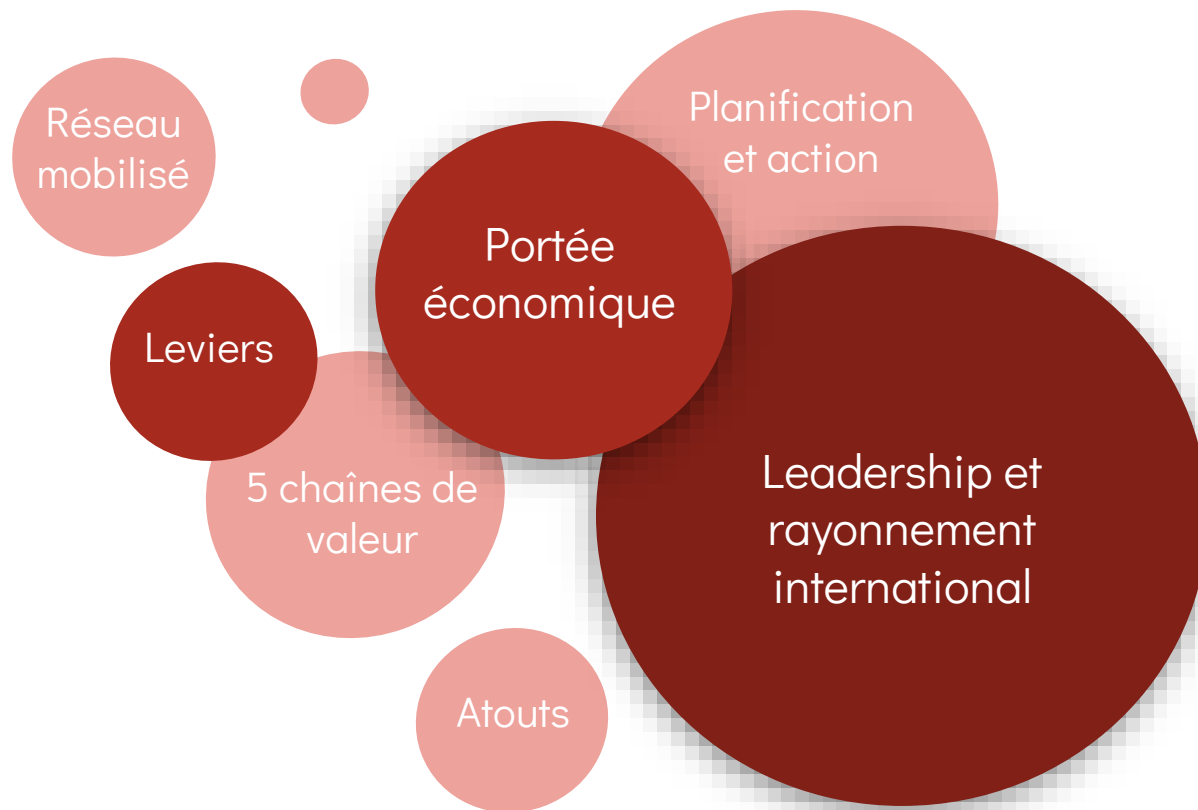 Réseau
mobilisé
Planification
et action
Portée
économique
Leviers
5 chaînes de
valeur
Leadership et
rayonnement
international
Atouts